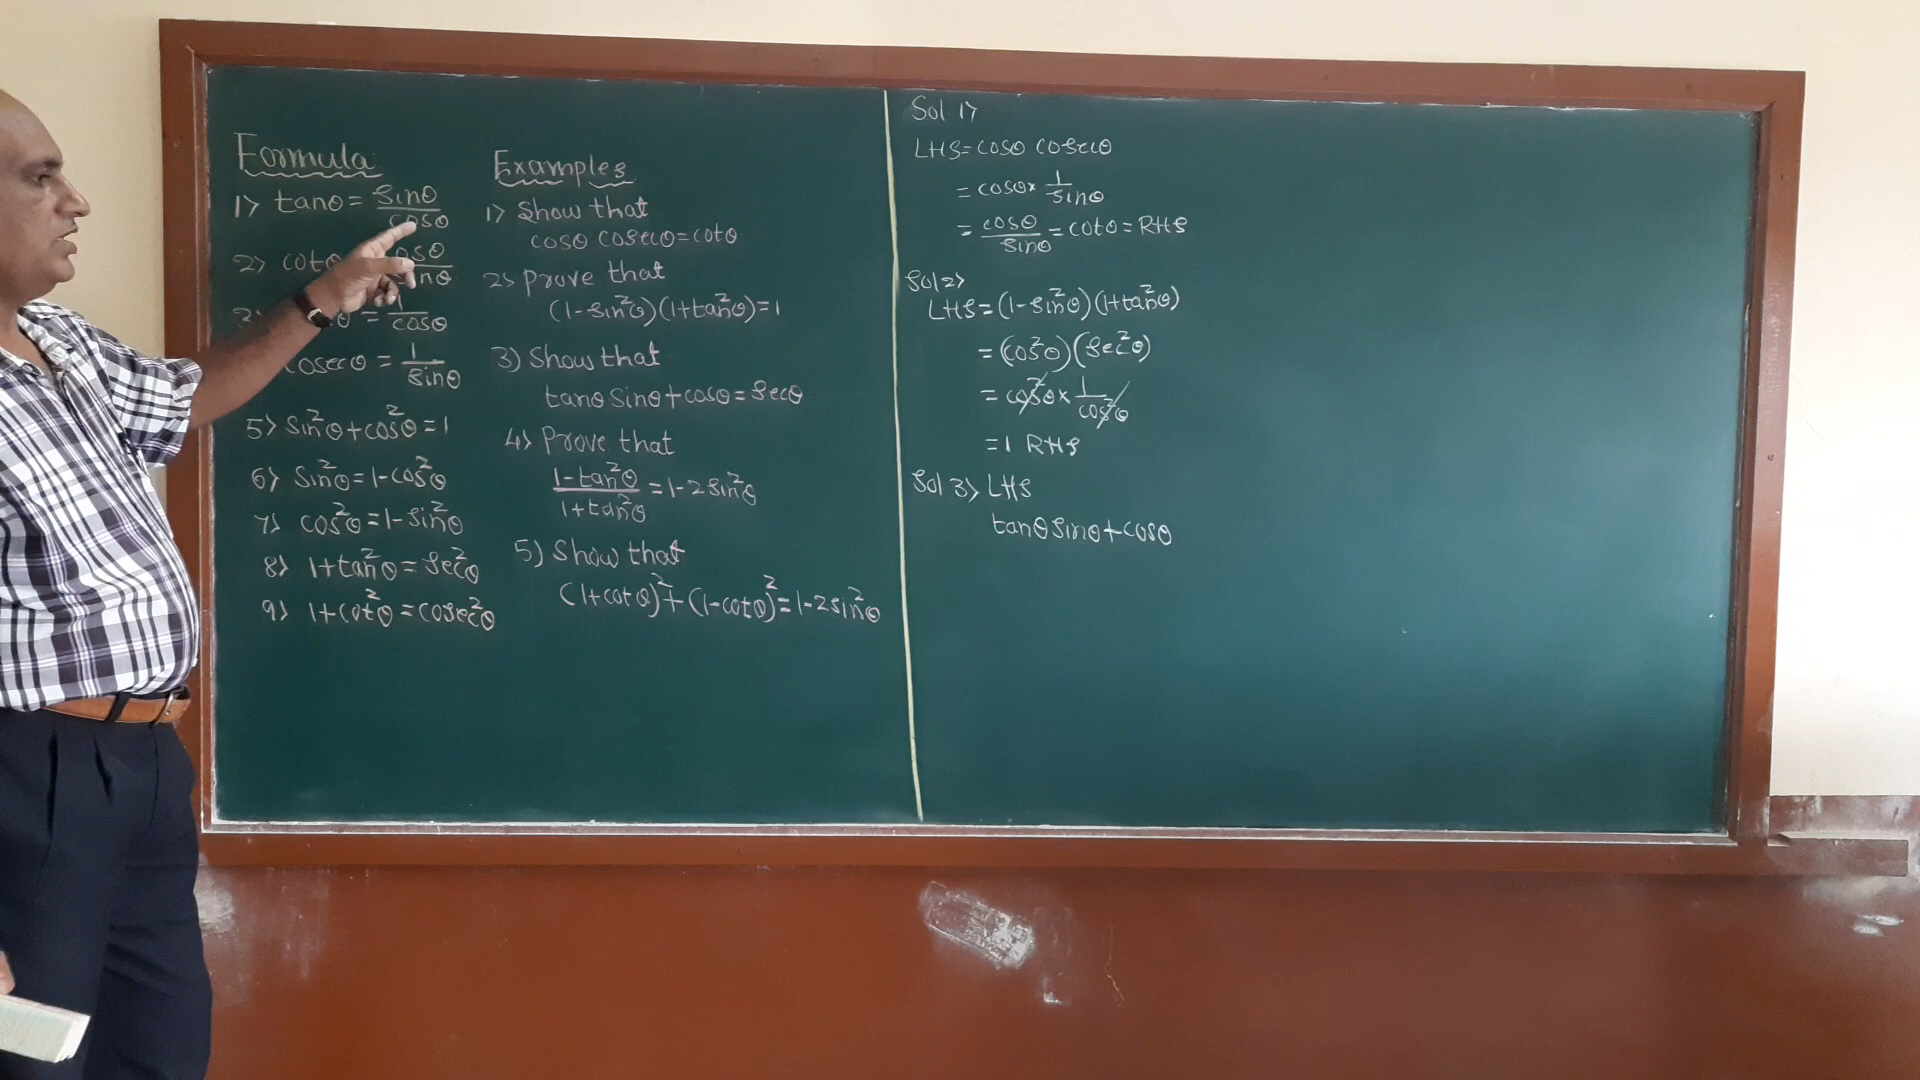 Formula
1) tanθ = sinθ/cosθ
2) cotθ osθ/inθ
θ = 1/cosθ
cosecθ = 1/sinθ
5) sin²θ+cos²θ=1
6) sin²θ=1-cos²θ
7) cos²θ=1-sin²θ
8) 1+tan²θ=sec²θ
9) 1+cot²θ=cosec²θ
Examples
1) Show that
cosθ cosecθ=cotθ
2) Prove that
(1-sin²θ)(1+tan²θ)=1
3) Show that
tanθ sinθ+cosθ=secθ
4) Prove that
1-tan²θ/1+tan²θ = 1-2sin²θ
5) Show that
(1+cotθ)²+(1-cotθ)²=1-2sin²θ
Sol 1)
LHS=cosθ cosecθ
= cosθ× 1/sinθ
= cosθ/sinθ = cotθ = RHS
Sol 2)
LHS=(1-sin²θ)(1+tan²θ)
=(cos²θ)(sec²θ)
= cos²θ× 1/cos²θ
=1 RHS
Sol 3) LHS
tanθ sinθ+cosθ